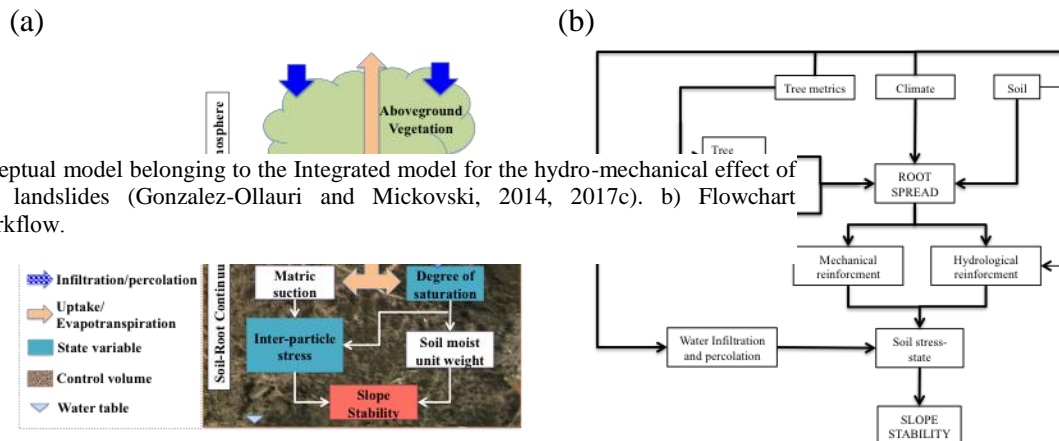 (a)
(b)
Aboveground
Vegetation
Tree metrics
Climate
Soil
Tree
eptual model belonging to the Integrated model for the hydro-mechanical effect of
landslides (Gonzalez-Ollauri and Mickovski, 2014, 2017c). b) Flowchart
rkflow.
ROOT
SPREAD
Infiltration/percolation
Uptake/
Evapotranspiration
State variable
Control volume
Water table
Soil-Root Continuu
Matric
suction
Degree of
saturation
Inter-particle
stress
Soil moist
unit weight
Slope
Stability
Mechanical
reinforcment
Hydrological
reinforcment
Water Infiltration
and percolation
Soil stress-
state
SLOPE
STABILITY